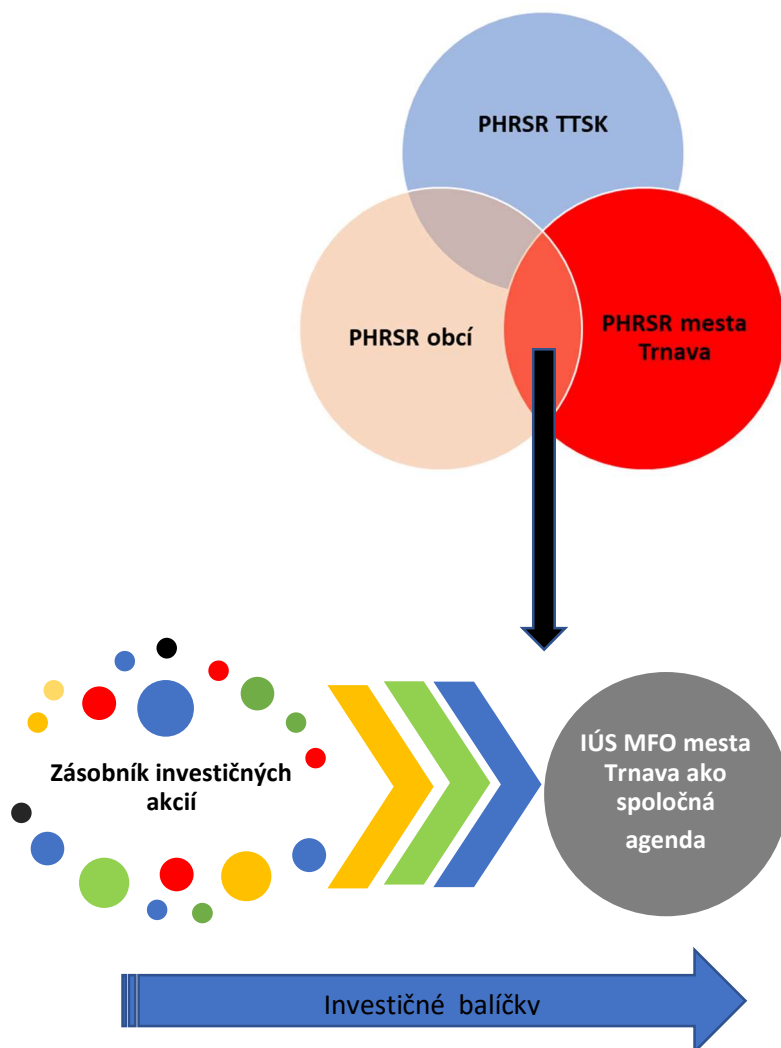 PHRSR TTSK
PHRSR obcí
PHRSR mesta
Trnava
Zásobník investičných
akcií
IÚS MFO mesta
Trnava ako
spoločná
agenda
Investičné balíčky